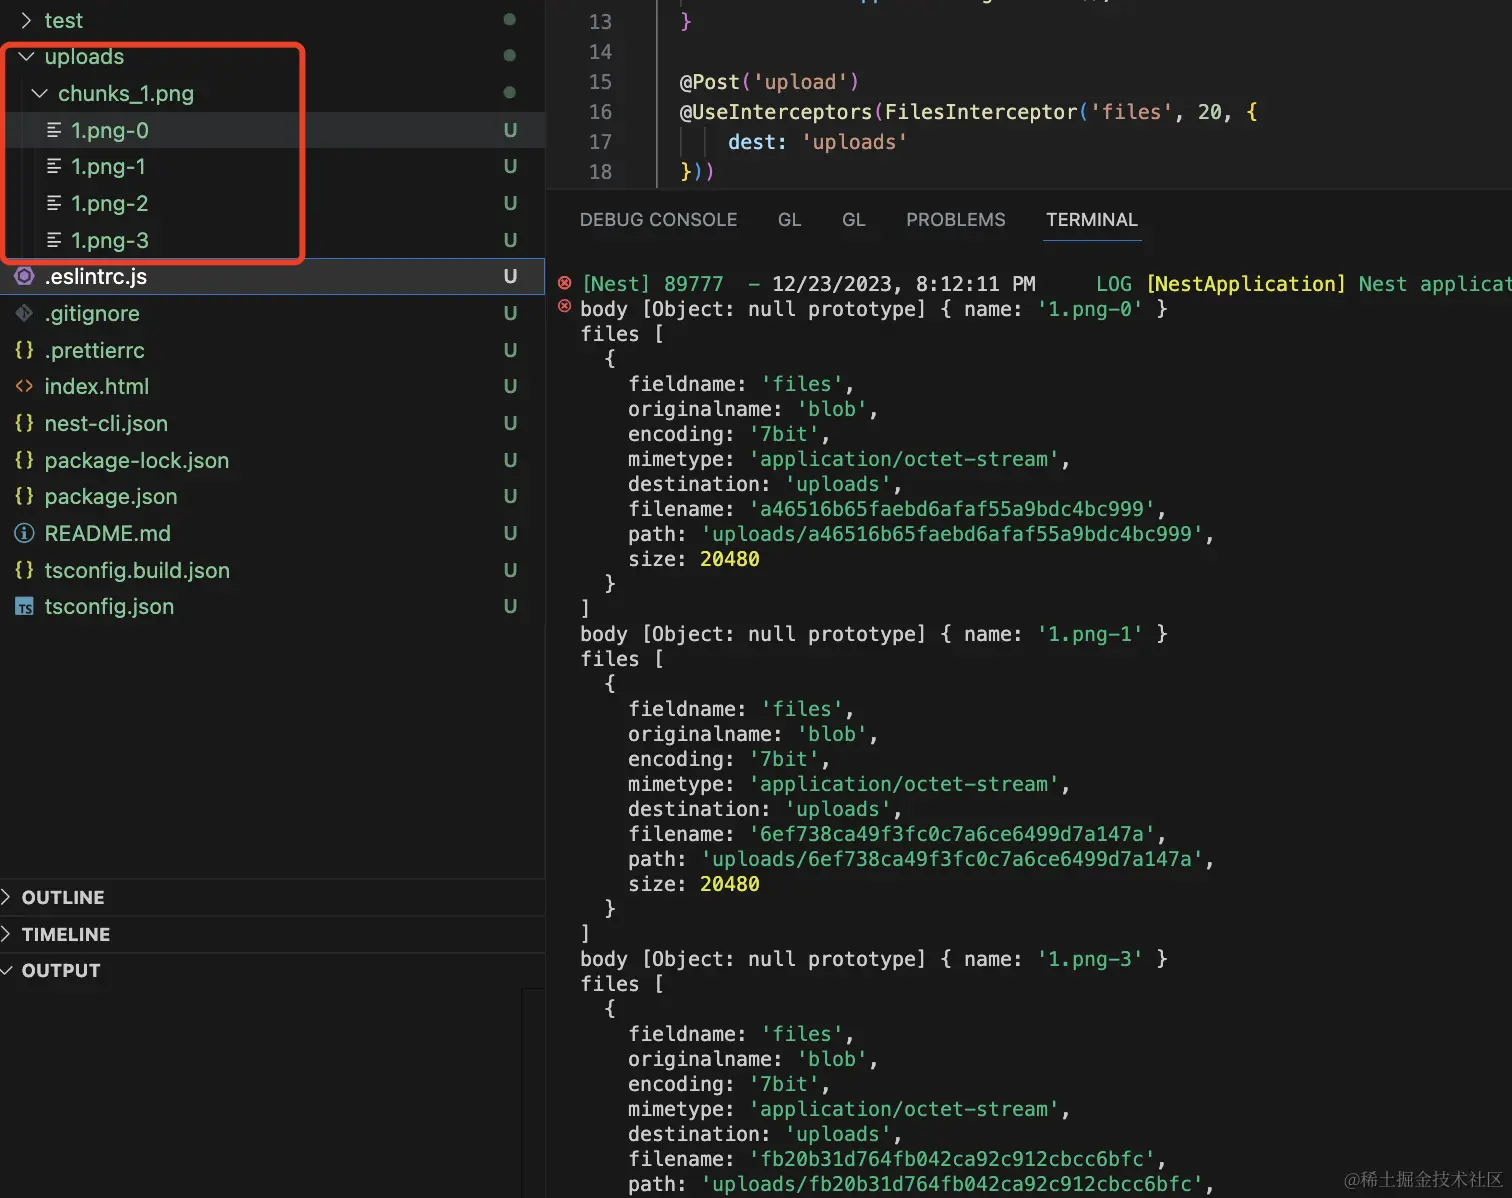 test
uploads
chunks_1.png
1.png-0 U
1.png-1 U
1.png-2 U
1.png-3 U
.eslintrc.js U
.gitignore U
.prettierrc U
index.html U
nest-cli.json U
package-lock.json U
package.json U
README.md U
tsconfig.build.json U
TS tsconfig.json U
OUTLINE
TIMELINE
OUTPUT
13 }
14
15 @Post('upload')
16 @UseInterceptors(FilesInterceptor('files', 20, {
17 dest: 'uploads'
18 }))
DEBUG CONSOLE GL GL PROBLEMS TERMINAL
[Nest] 89777 - 12/23/2023, 8:12:11 PM LOG [NestApplication] Nest applicat
body [Object: null prototype] { name: '1.png-0' }
files [
{
fieldname: 'files',
originalname: 'blob',
encoding: '7bit',
mimetype: 'application/octet-stream',
destination: 'uploads',
filename: 'a46516b65faebd6afaf55a9bdc4bc999',
path: 'uploads/a46516b65faebd6afaf55a9bdc4bc999',
size: 20480
}
]
body [Object: null prototype] { name: '1.png-1' }
files [
{
fieldname: 'files',
originalname: 'blob',
encoding: '7bit',
mimetype: 'application/octet-stream',
destination: 'uploads',
filename: '6ef738ca49f3fc0c7a6ce6499d7a147a',
path: 'uploads/6ef738ca49f3fc0c7a6ce6499d7a147a',
size: 20480
}
]
body [Object: null prototype] { name: '1.png-3' }
files [
{
fieldname: 'files',
originalname: 'blob',
encoding: '7bit',
mimetype: 'application/octet-stream',
destination: 'uploads',
filename: 'fb20b31d764fb042ca92c912cbcc6bfc',
path: 'uploads/fb20b31d764fb042ca92c912cbcc6bfc',
@稀土掘金技术社区